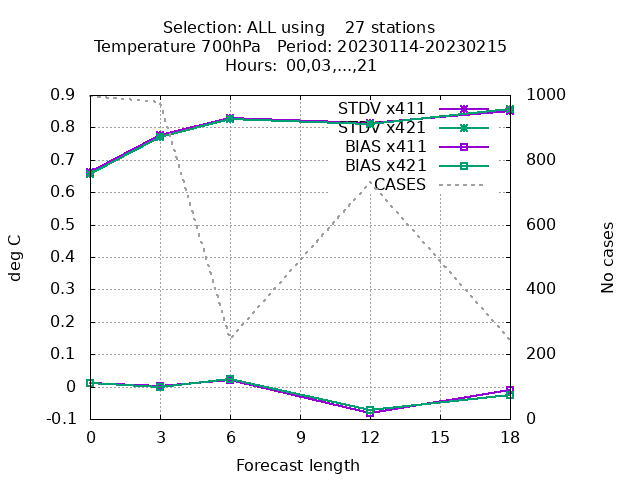 Selection: ALL using 27 stations
Temperature 700hPa Period: 20230114-20230215
Hours: 00,03,...,21
0.9
0.8
0.7
0.6
0.5
0.4
0.3
0.2
0.1
0
-0.1
deg C
STDV x411
STDV x421
BIAS x411
BIAS x421
CASES
1000
800
600
400
200
0
No cases
0 3 6 9 12 15 18
Forecast length